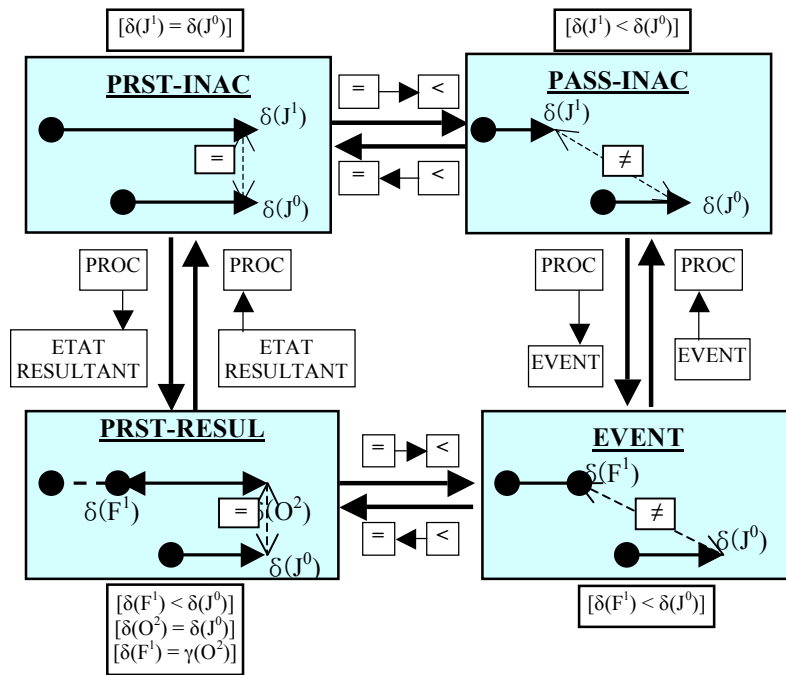 [δ(J¹) = δ(J⁰)]
[δ(J¹) < δ(J⁰)]
PRST-INAC
PASS-INAC
= <
= <
δ(J¹)
=
δ(J⁰)
δ(J¹)
≠
δ(J⁰)
PROC
PROC
PROC
PROC
ETAT
RESULTANT
ETAT
RESULTANT
EVENT
EVENT
PRST-RESUL
EVENT
= <
= <
δ(F¹)
= δ(O²)
δ(J⁰)
δ(F¹)
≠
δ(J⁰)
[δ(F¹) < δ(J⁰)]
[δ(O²) = δ(J⁰)]
[δ(F¹) = γ(O²)]
[δ(F¹) < δ(J⁰)]